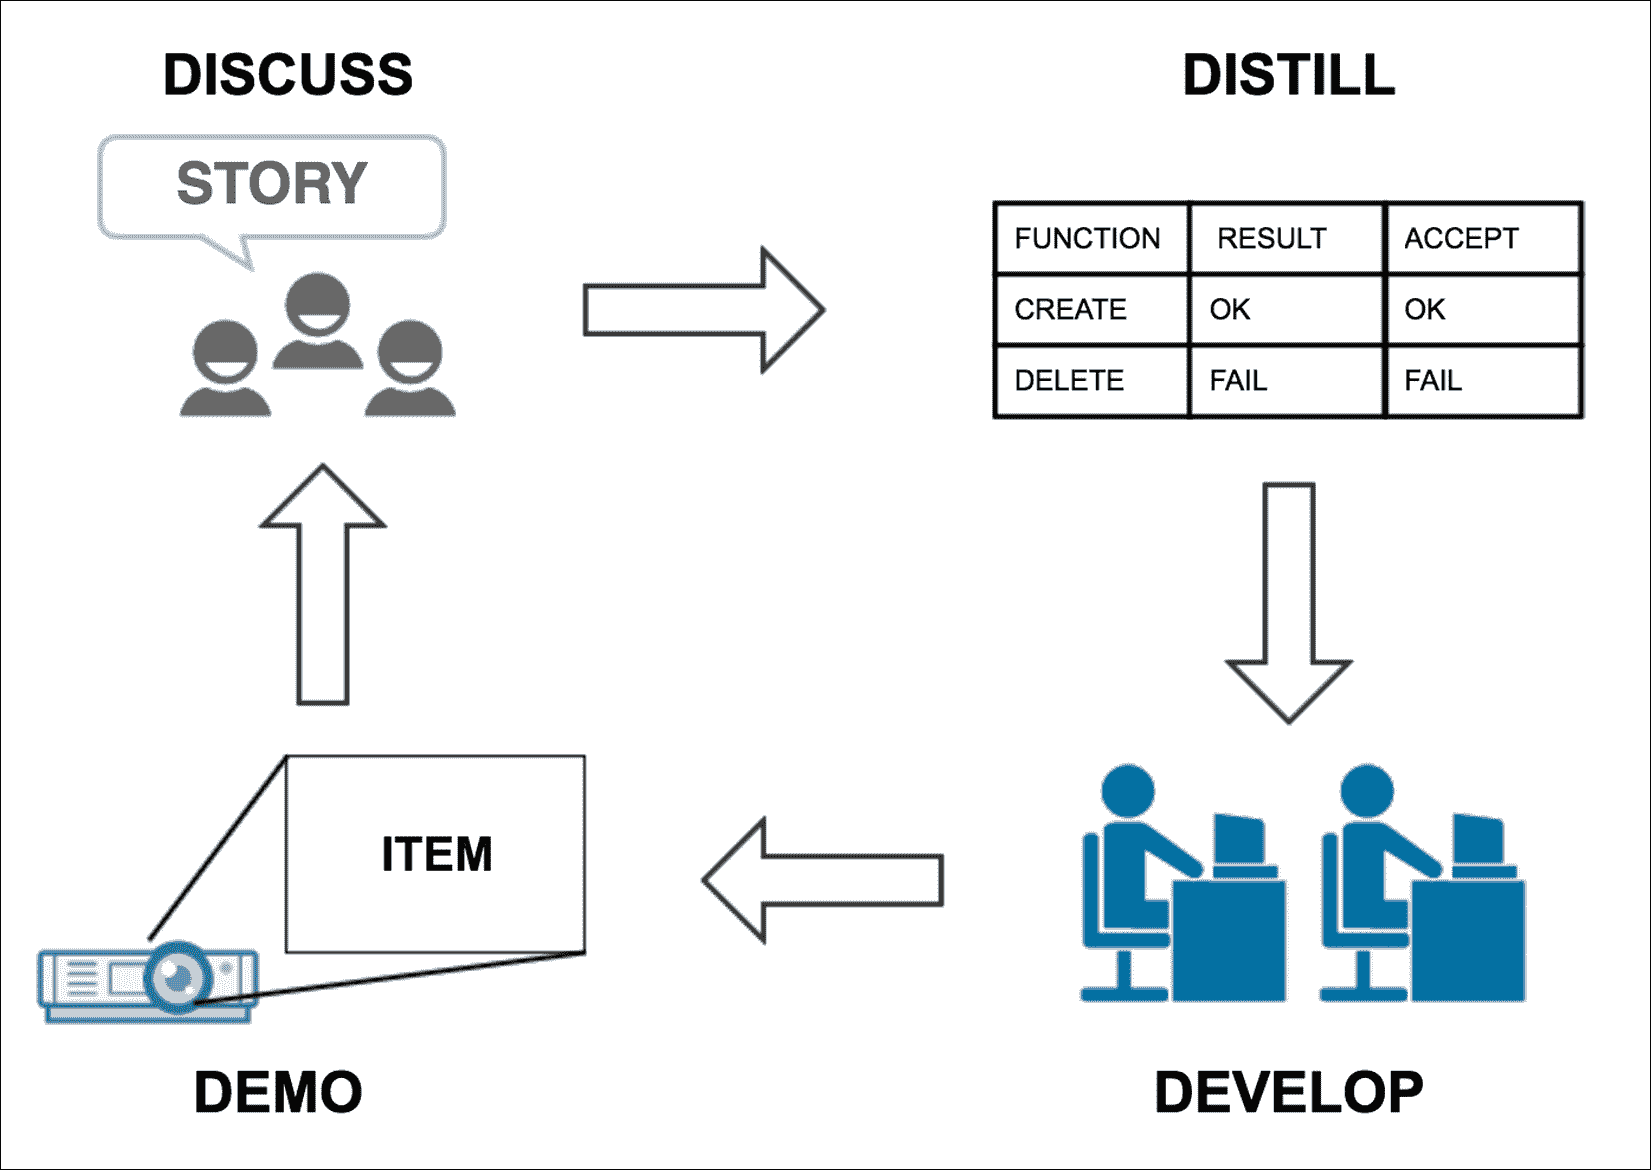 DISCUSS
DISTILL
STORY
FUNCTION RESULT ACCEPT
CREATE OK OK
DELETE FAIL FAIL
ITEM
DEMO
DEVELOP